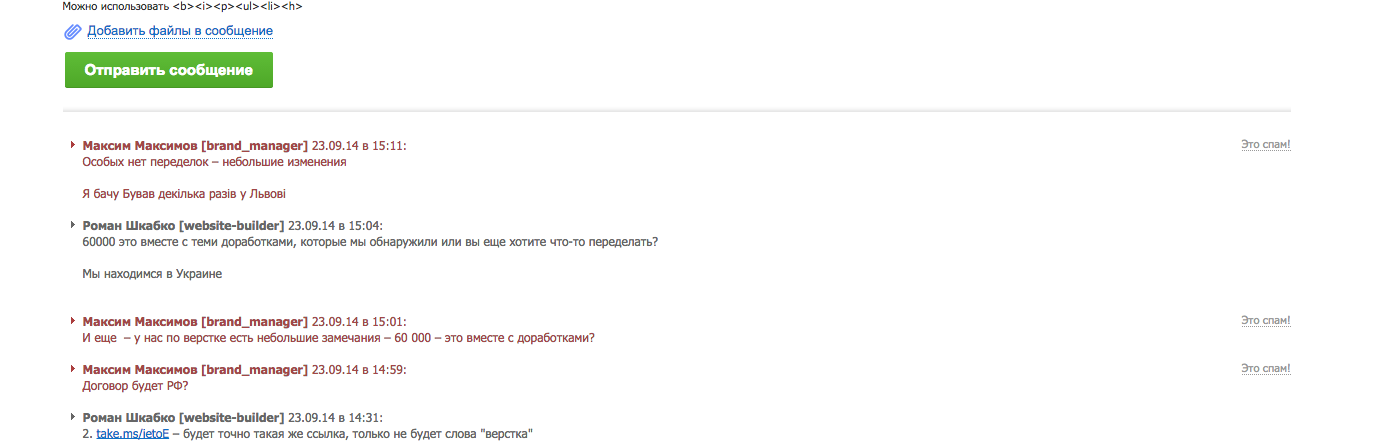 Можно использовать <b><i><p><ul><li><h>
Добавить файлы в сообщение
Отправить сообщение
Максим Максимов [brand_manager] 23.09.14 в 15:11:
Это спам!
Особых нет переделок – небольшие изменения
Я бачу Бував декілька разів у Львові
Роман Шкабко [website-builder] 23.09.14 в 15:04:
60000 это вместе с теми доработками, которые мы обнаружили или вы еще хотите что-то переделать?
Мы находимся в Украине
Максим Максимов [brand_manager] 23.09.14 в 15:01:
Это спам!
И еще – у нас по верстке есть небольшие замечания – 60 000 – это вместе с доработками?
Максим Максимов [brand_manager] 23.09.14 в 14:59:
Это спам!
Договор будет РФ?
Роман Шкабко [website-builder] 23.09.14 в 14:31:
2. take.ms/ietoE – будет точно такая же ссылка, только не будет слова "верстка"